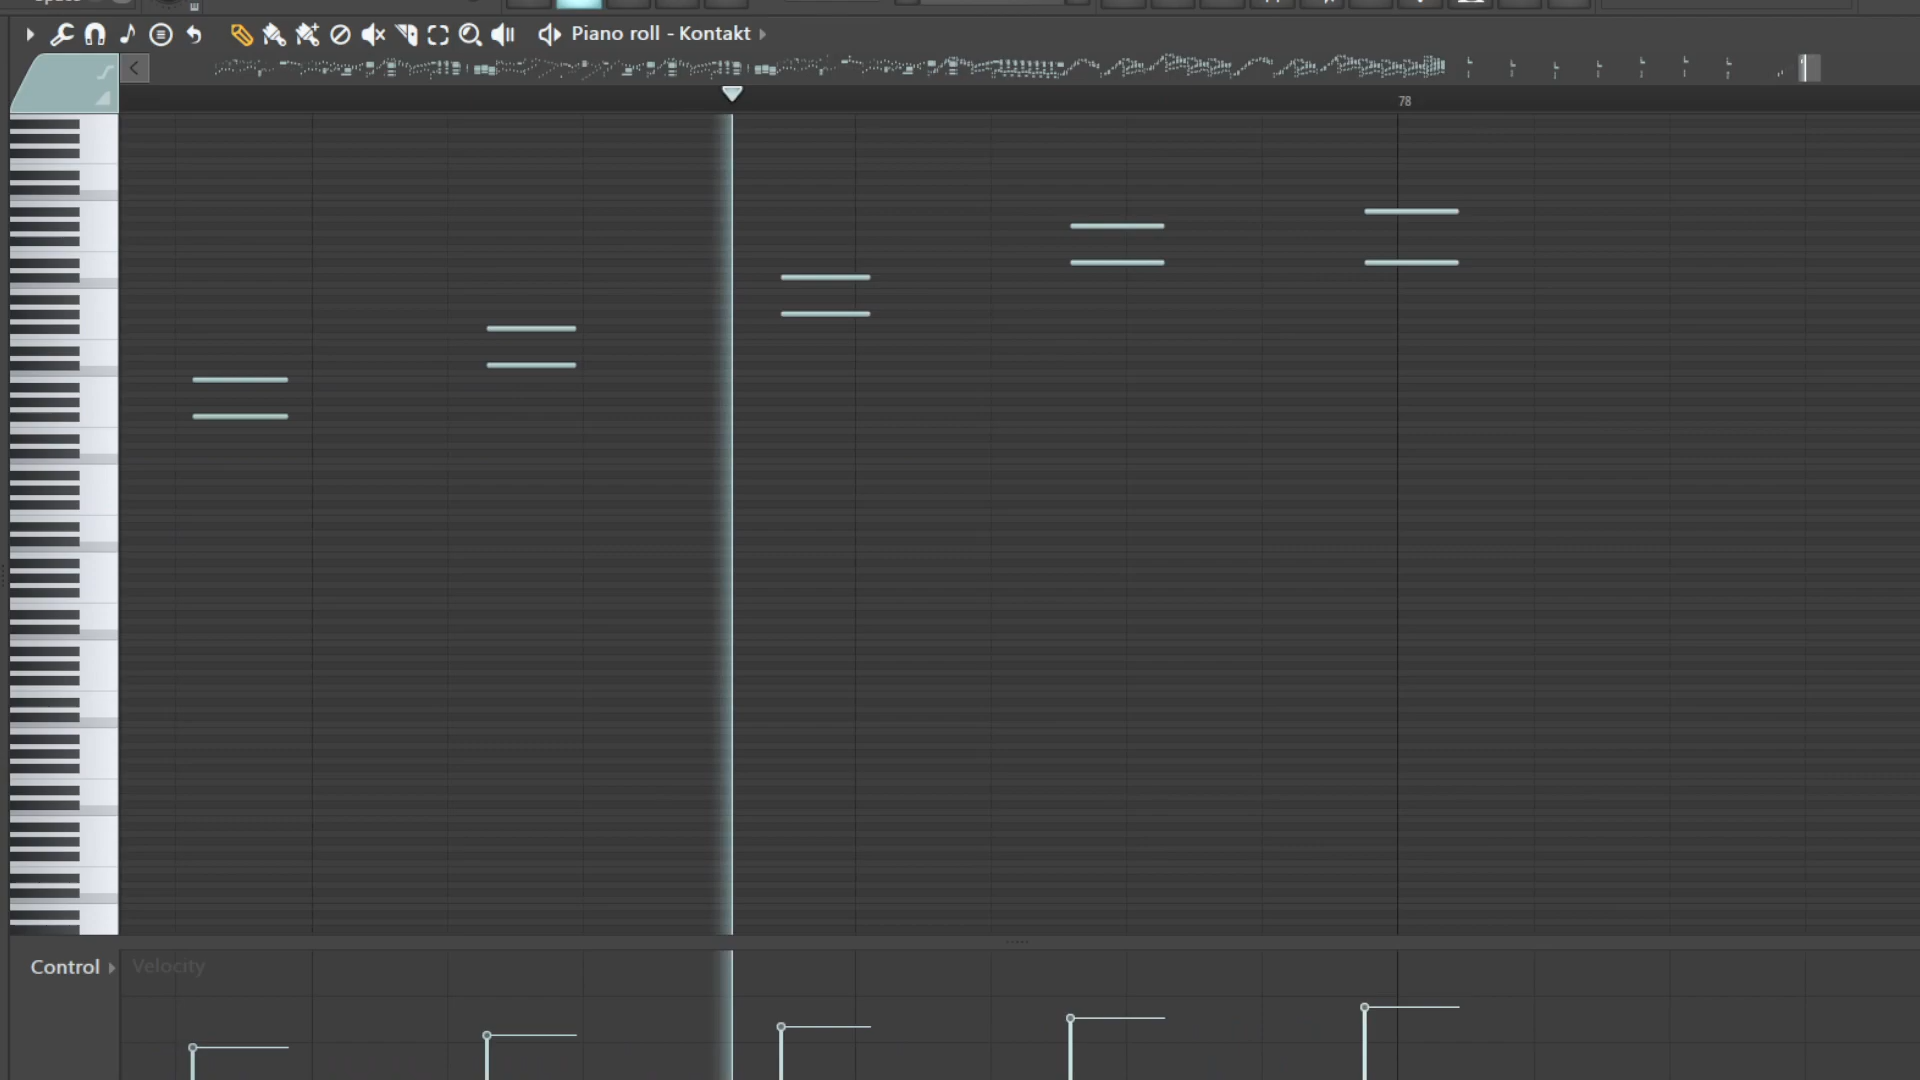 Piano roll - Kontakt
78
Control
Velocity